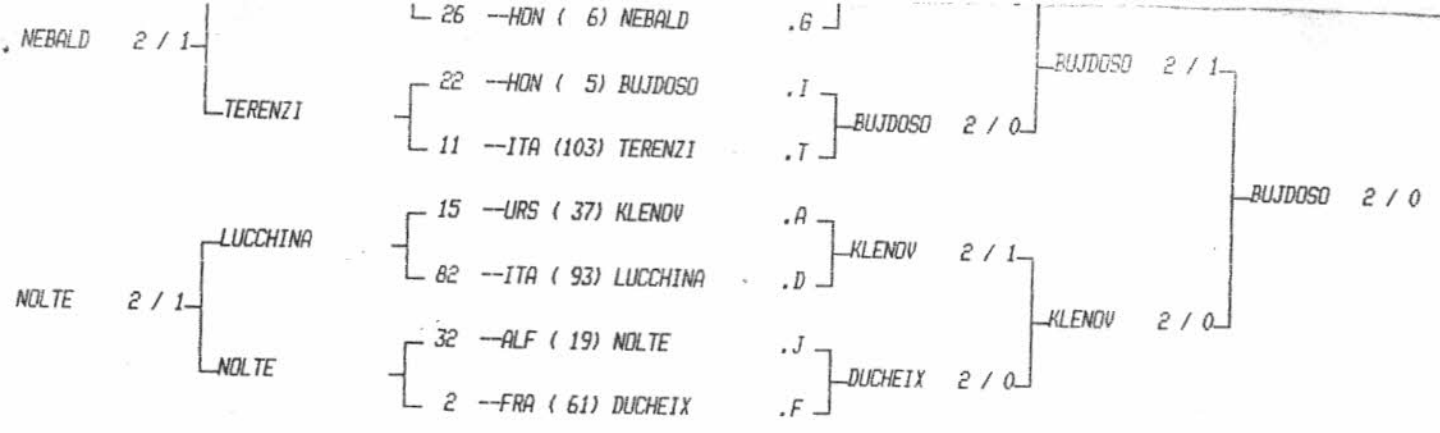 26 --HON ( 6) NEBALD .G
. NEBALD 2 / 1
BUJDOSO 2 / 1
22 --HON ( 5) BUJDOSO .I
TERENZI
BUJDOSO 2 / 0
11 --ITA (103) TERENZI .T
BUJDOSO 2 / 0
15 --URS ( 37) KLENOV .A
LUCCHINA
KLENOV 2 / 1
82 --ITA ( 93) LUCCHINA .D
NOLTE 2 / 1
KLENOV 2 / 0
32 --ALF ( 19) NOLTE .J
NOLTE
DUCHEIX 2 / 0
2 --FRA ( 61) DUCHEIX .F